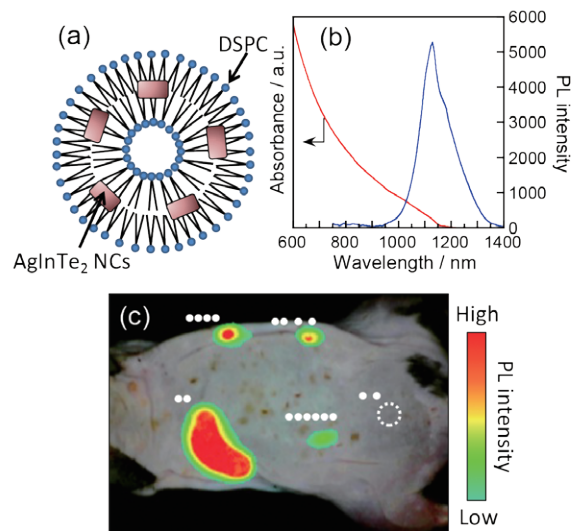 (a)
DSPC
AgInTe₂ NCs
(b)
Absorbance / a.u.
PL intensity
6000
5000
4000
3000
2000
1000
0
600 800 1000 1200 1400
Wavelength / nm
(c)
High
PL intensity
Low